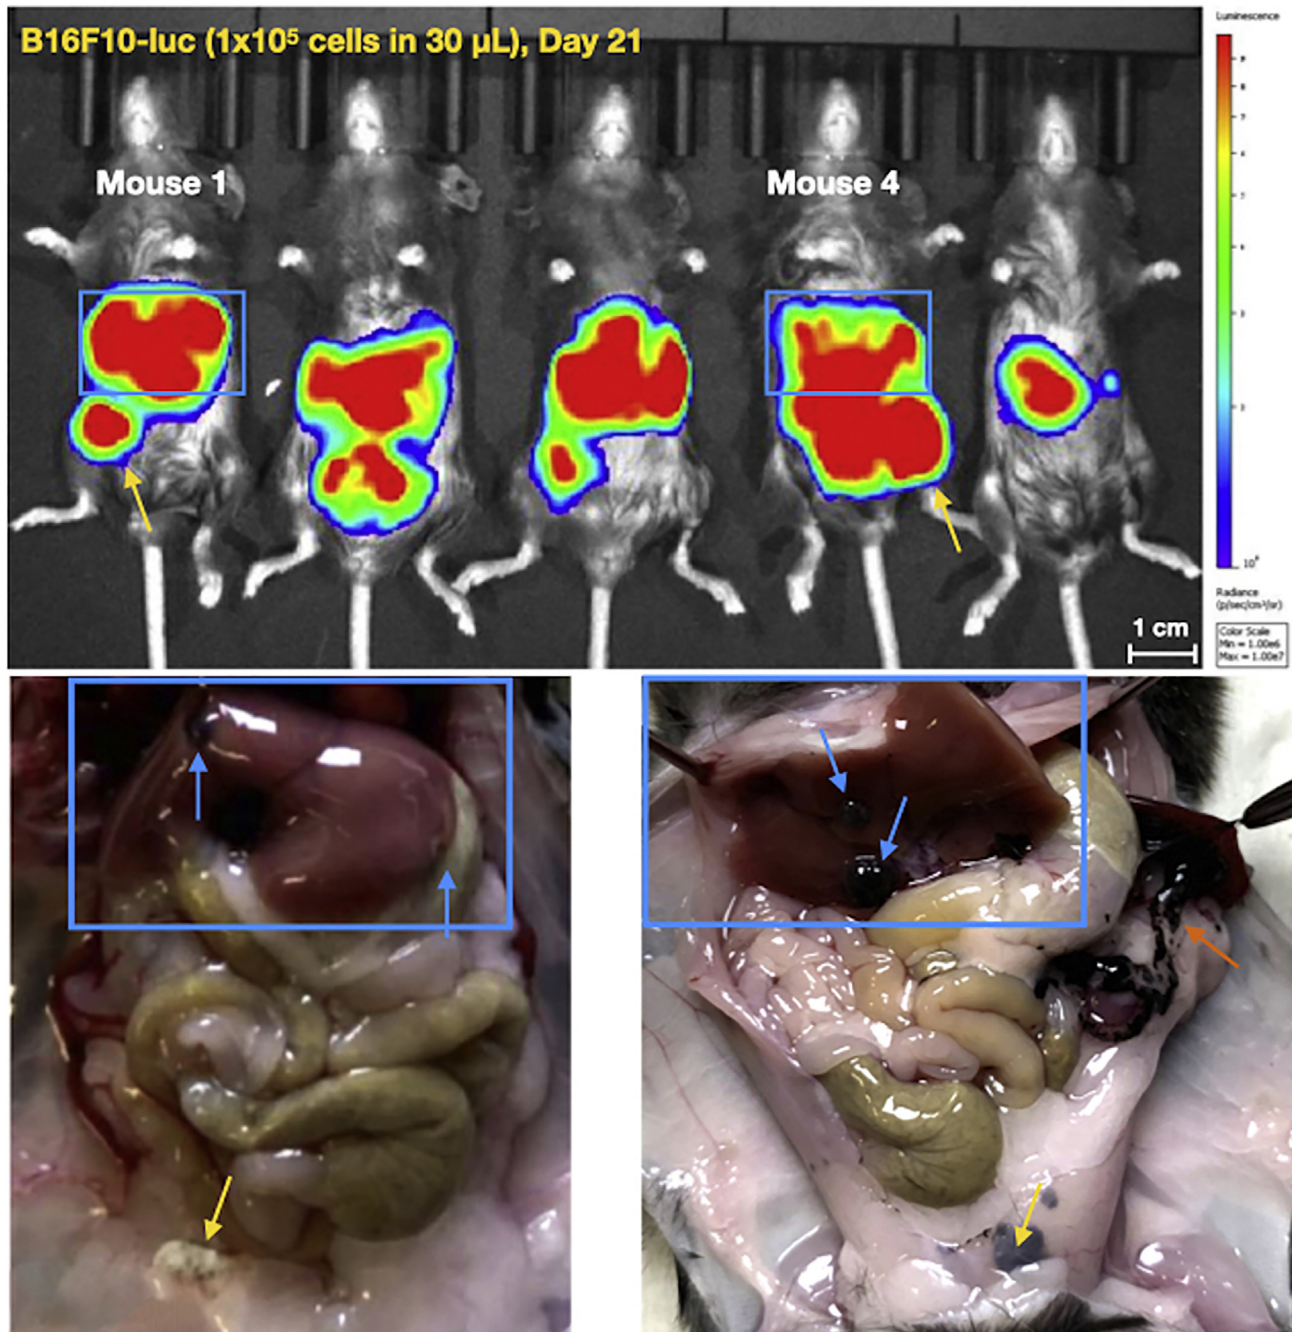 Luminescence
B16F10-luc (1x10⁵ cells in 30 µL), Day 21
Mouse 1
Mouse 4
1 cm
10⁶
Radiance
(p/sec/cm²/sr)
Color Scale
Min = 1.00e6
Max = 1.00e7